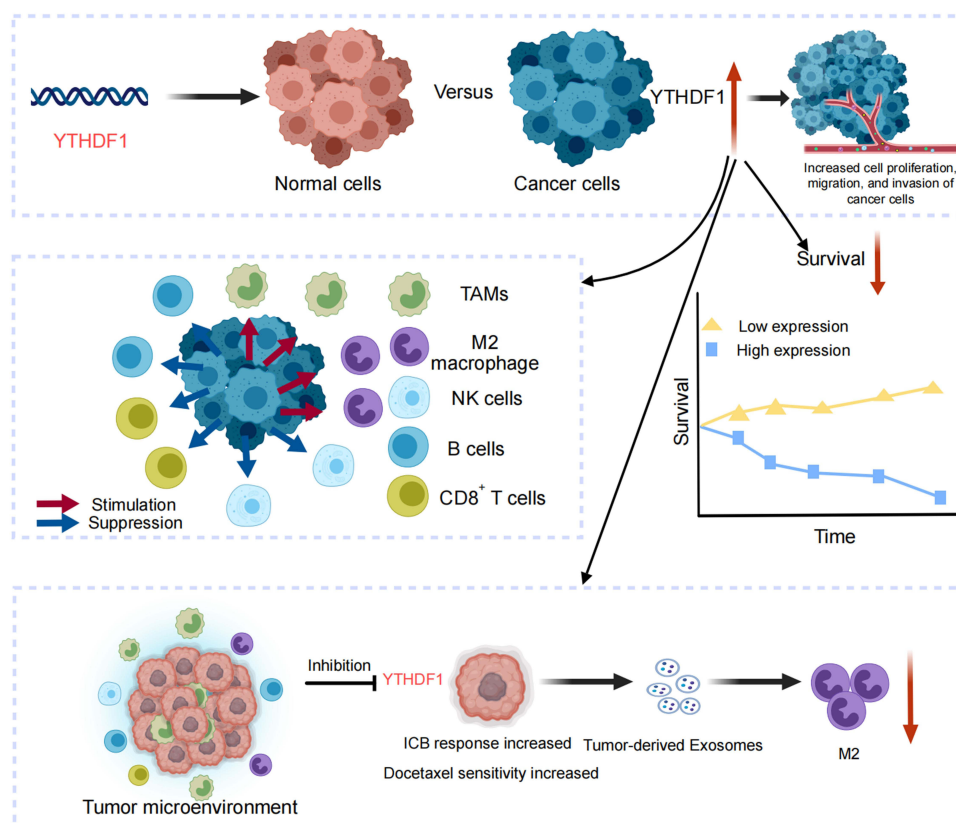 YTHDF1
Normal cells
Versus
Cancer cells
YTHDF1
Increased cell proliferation,
migration, and invasion of
cancer cells
Survival
TAMs
M2
macrophage
NK cells
B cells
CD8+ T cells
Stimulation
Suppression
Low expression
High expression
Survival
Time
Inhibition
YTHDF1
ICB response increased
Docetaxel sensitivity increased
Tumor-derived Exosomes
M2
Tumor microenvironment